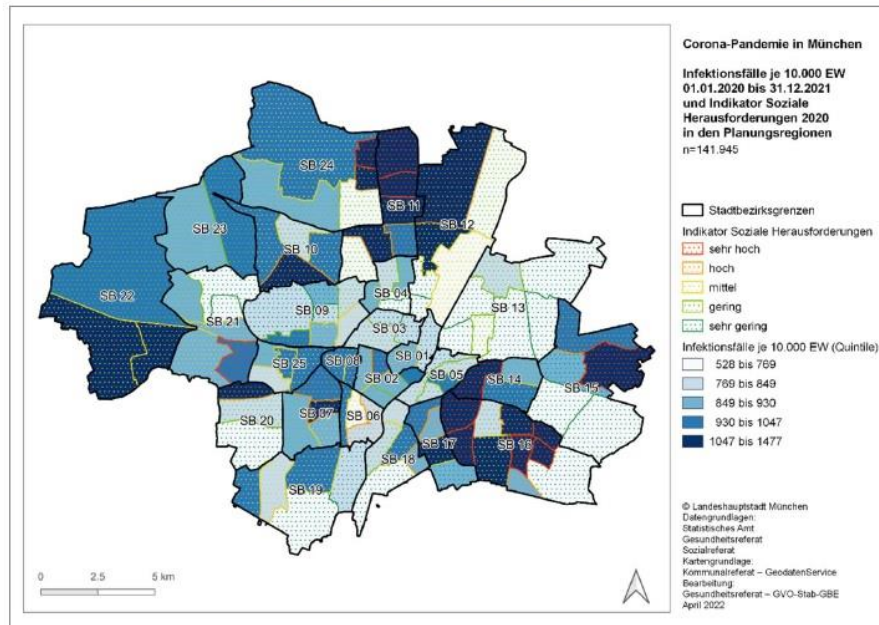 Corona-Pandemie in München
Infektionsfälle je 10.000 EW
01.01.2020 bis 31.12.2021
und Indikator Soziale
Herausforderungen 2020
in den Planungsregionen
n=141.945
Stadtbezirksgrenzen
Indikator Soziale Herausforderungen
sehr hoch
hoch
mittel
gering
sehr gering
Infektionsfälle je 10.000 EW (Quintile)
528 bis 769
769 bis 849
849 bis 930
930 bis 1047
1047 bis 1477
SB 24
SB 11
SB 12
SB 23
SB 10
SB 22
SB 04
SB 13
SB 21
SB 09
SB 03
SB 01
SB 25
SB 08
SB 02
SB 05
SB 14
SB 15
SB 20
SB 07
SB 06
SB 17
SB 16
SB 18
SB 19
0 2.5 5 km
© Landeshauptstadt München
Datengrundlagen:
Statistisches Amt
Gesundheitsreferat
Sozialreferat
Kartengrundlage:
Kommunalreferat – GeodatenService
Bearbeitung:
Gesundheitsreferat – GVO-Stab-GBE
April 2022